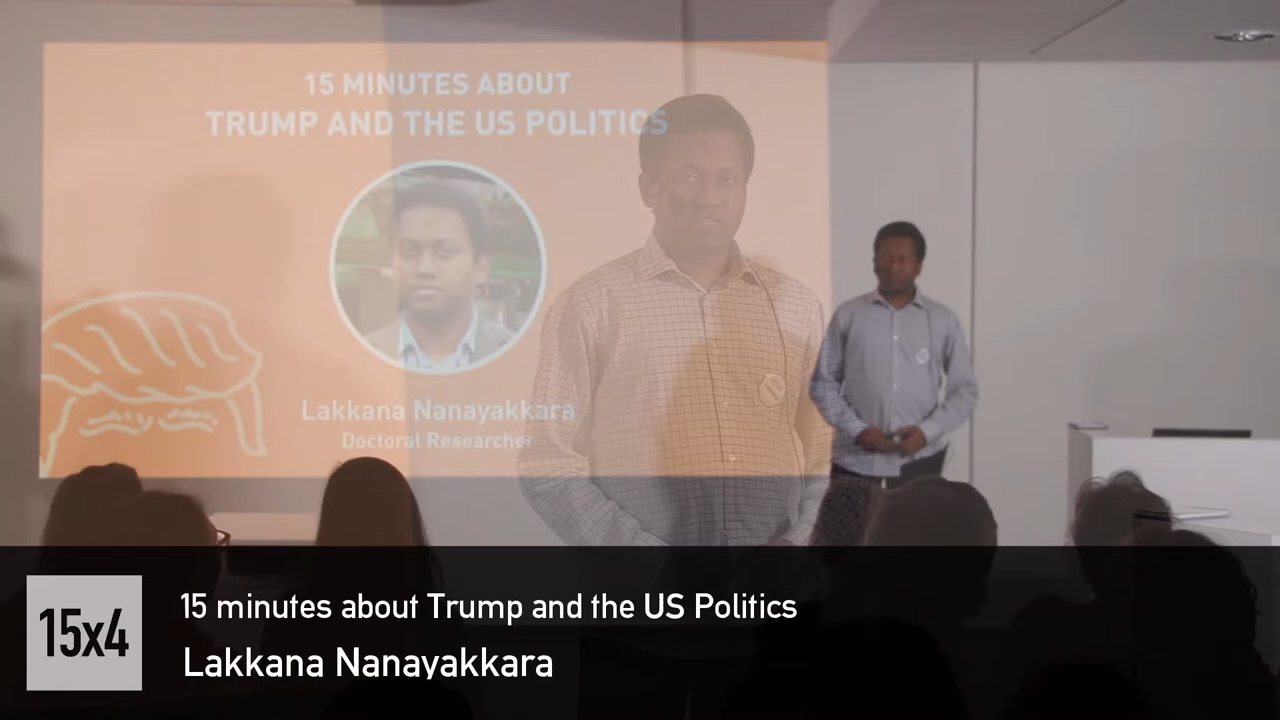 15 MINUTES ABOUT
TRUMP AND THE US POLITICS
Lakkana Nanayakkara
Doctoral Researcher
15x4
15 minutes about Trump and the US Politics
Lakkana Nanayakkara